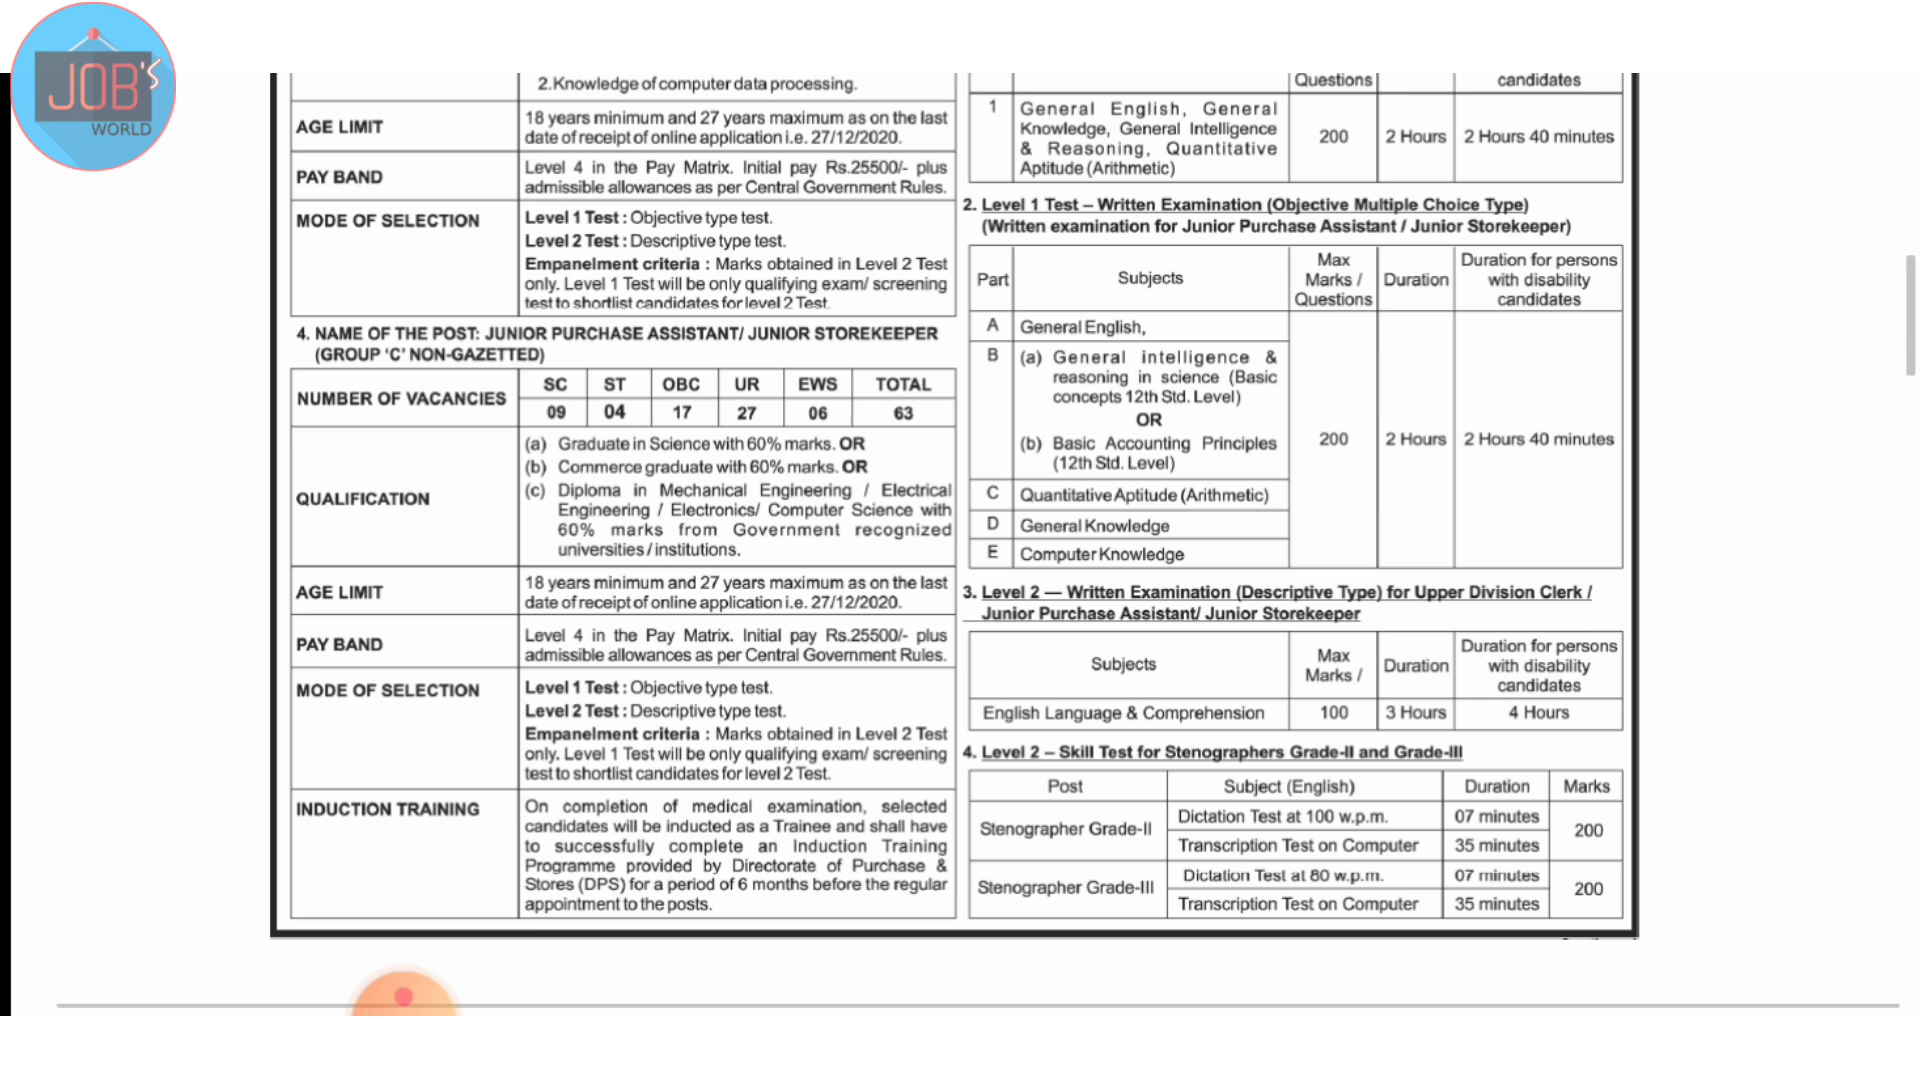 JOB'S
WORLD
2.Knowledge of computer data processing.
AGE LIMIT
18 years minimum and 27 years maximum as on the last
date of receipt of online application i.e. 27/12/2020.
PAY BAND
Level 4 in the Pay Matrix. Initial pay Rs.25500/- plus
admissible allowances as per Central Government Rules.
MODE OF SELECTION
Level 1 Test : Objective type test.
Level 2 Test : Descriptive type test.
Empanelment criteria : Marks obtained in Level 2 Test
only. Level 1 Test will be only qualifying exam/ screening
test to shortlist candidates for level 2 Test.
4. NAME OF THE POST: JUNIOR PURCHASE ASSISTANT/ JUNIOR STOREKEEPER
(GROUP 'C' NON-GAZETTED)
NUMBER OF VACANCIES
SC ST OBC UR EWS TOTAL
09 04 17 27 06 63
QUALIFICATION
(a) Graduate in Science with 60% marks. OR
(b) Commerce graduate with 60% marks. OR
(c) Diploma in Mechanical Engineering / Electrical
Engineering / Electronics/ Computer Science with
60% marks from Government recognized
universities / institutions.
AGE LIMIT
18 years minimum and 27 years maximum as on the last
date of receipt of online application i.e. 27/12/2020.
PAY BAND
Level 4 in the Pay Matrix. Initial pay Rs.25500/- plus
admissible allowances as per Central Government Rules.
MODE OF SELECTION
Level 1 Test : Objective type test.
Level 2 Test : Descriptive type test.
Empanelment criteria : Marks obtained in Level 2 Test
only. Level 1 Test will be only qualifying exam/ screening
test to shortlist candidates for level 2 Test.
INDUCTION TRAINING
On completion of medical examination, selected
candidates will be inducted as a Trainee and shall have
to successfully complete an Induction Training
Programme provided by Directorate of Purchase &
Stores (DPS) for a period of 6 months before the regular
appointment to the posts.
Questions candidates
1 General English, General
Knowledge, General Intelligence
& Reasoning, Quantitative
Aptitude (Arithmetic)
200 2 Hours 2 Hours 40 minutes
2. Level 1 Test – Written Examination (Objective Multiple Choice Type)
(Written examination for Junior Purchase Assistant / Junior Storekeeper)
Part
Subjects
Max
Marks /
Questions
Duration
Duration for persons
with disability
candidates
A General English,
B (a) General intelligence &
reasoning in science (Basic
concepts 12th Std. Level)
OR
(b) Basic Accounting Principles
(12th Std. Level)
200 2 Hours 2 Hours 40 minutes
C Quantitative Aptitude (Arithmetic)
D General Knowledge
E Computer Knowledge
3. Level 2 — Written Examination (Descriptive Type) for Upper Division Clerk /
Junior Purchase Assistant/ Junior Storekeeper
Subjects
Max
Marks /
Duration
Duration for persons
with disability
candidates
English Language & Comprehension 100 3 Hours 4 Hours
4. Level 2 – Skill Test for Stenographers Grade-II and Grade-III
Post Subject (English) Duration Marks
Stenographer Grade-II
Dictation Test at 100 w.p.m. 07 minutes
200
Transcription Test on Computer 35 minutes
Stenographer Grade-III
Dictation Test at 80 w.p.m. 07 minutes
200
Transcription Test on Computer 35 minutes